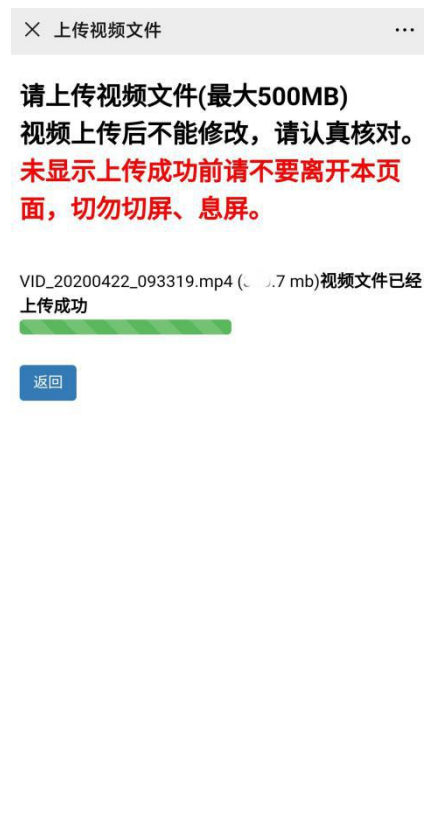 上传视频文件
请上传视频文件(最大500MB)
视频上传后不能修改，请认真核对。
未显示上传成功前请不要离开本页
面，切勿切屏、息屏。
VID_20200422_093319.mp4 ( .7 mb)视频文件已经
上传成功
返回